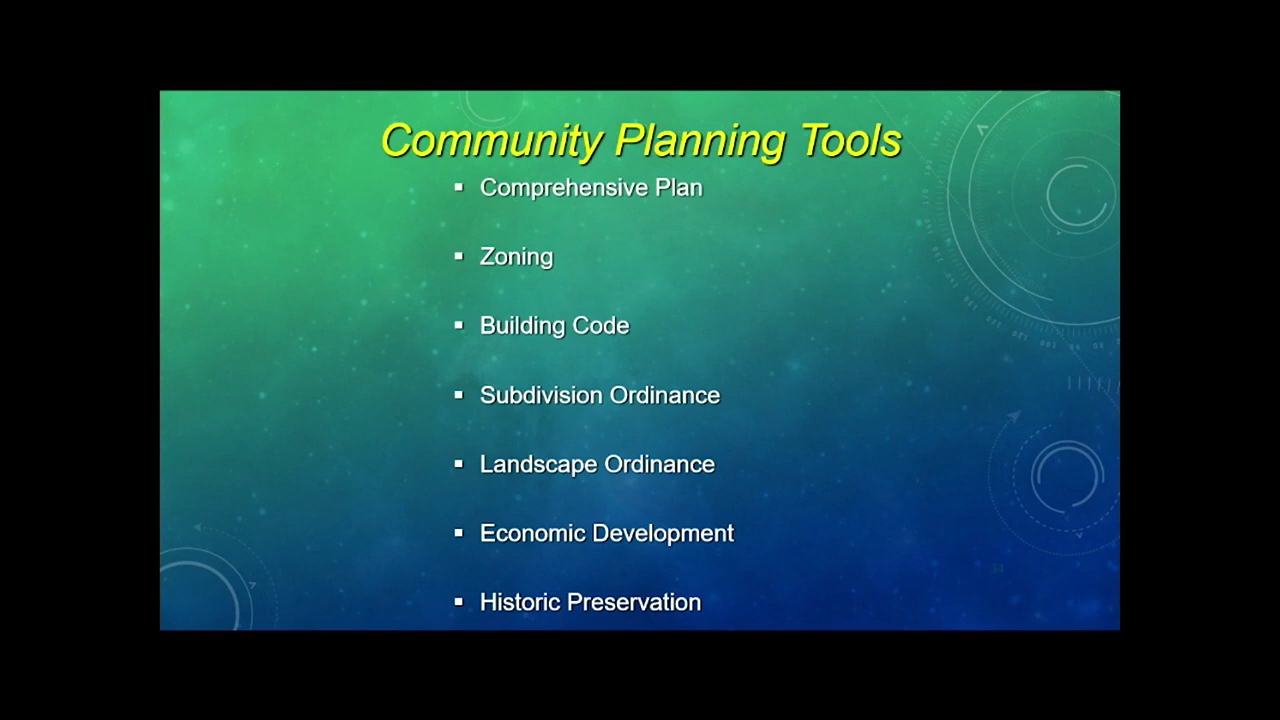 Community Planning Tools
▪ Comprehensive Plan
▪ Zoning
▪ Building Code
▪ Subdivision Ordinance
▪ Landscape Ordinance
▪ Economic Development
▪ Historic Preservation